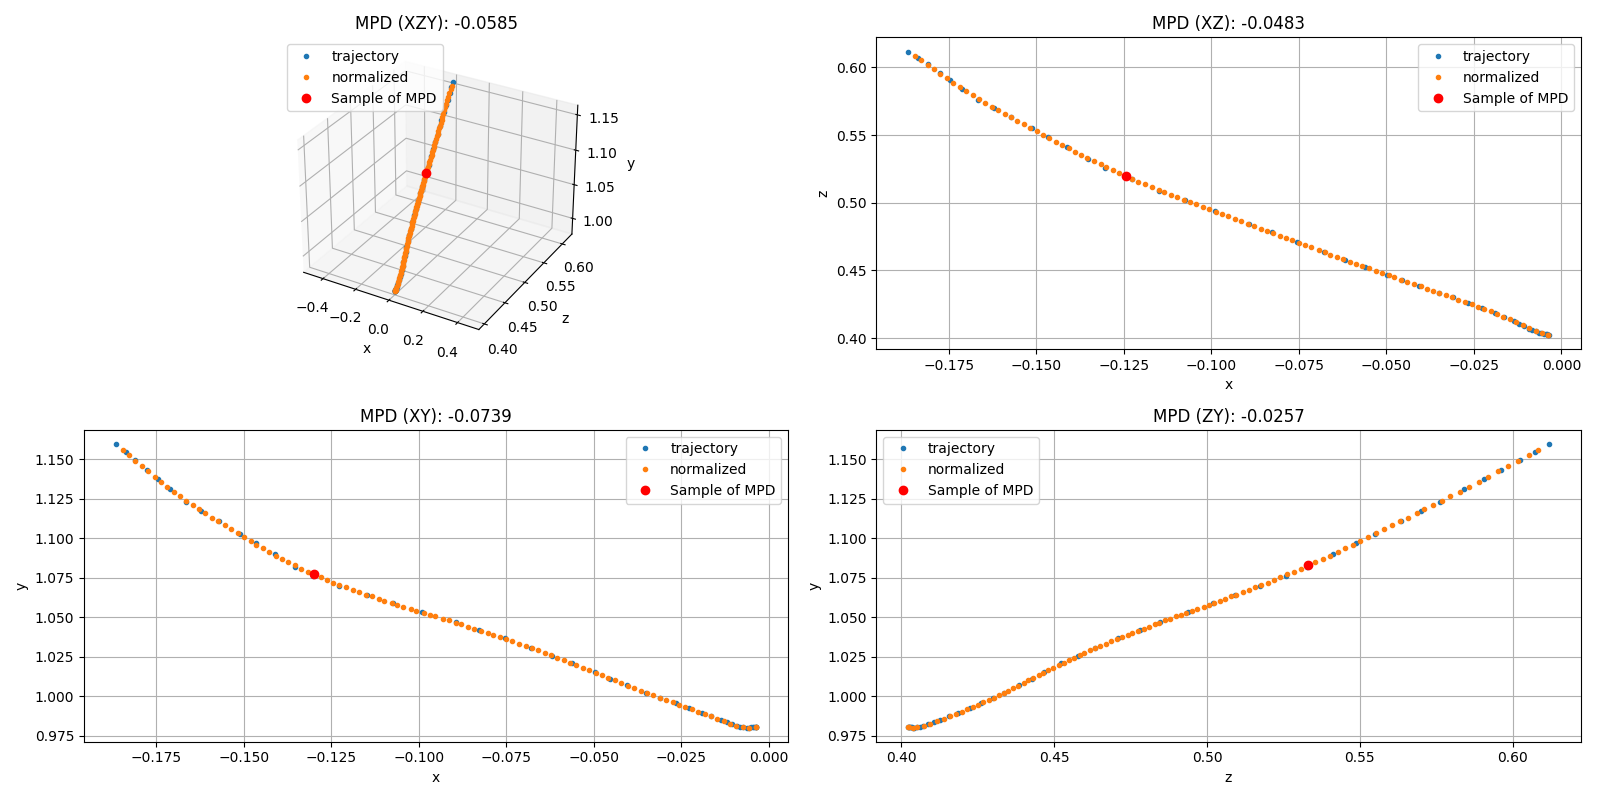 MPD (XZY): -0.0585
trajectory
normalized
Sample of MPD
1.15
1.10
1.05
1.00
y
−0.4
−0.2
0.0
0.2
0.4
x
0.40
0.45
0.50
0.55
0.60
z
MPD (XZ): -0.0483
trajectory
normalized
Sample of MPD
0.60
0.55
0.50
0.45
0.40
z
−0.175 −0.150 −0.125 −0.100 −0.075 −0.050 −0.025 0.000
x
MPD (XY): -0.0739
trajectory
normalized
Sample of MPD
1.150
1.125
1.100
1.075
1.050
1.025
1.000
0.975
y
−0.175 −0.150 −0.125 −0.100 −0.075 −0.050 −0.025 0.000
x
MPD (ZY): -0.0257
trajectory
normalized
Sample of MPD
1.150
1.125
1.100
1.075
1.050
1.025
1.000
0.975
y
0.40 0.45 0.50 0.55 0.60
z